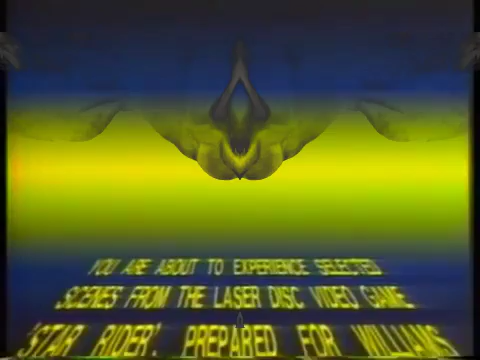 YOU ARE ABOUT TO EXPERIENCE SELECTED
SCENES FROM THE LASER DISC VIDEO GAME
'STAR RIDER', PREPARED FOR WILLIAMS